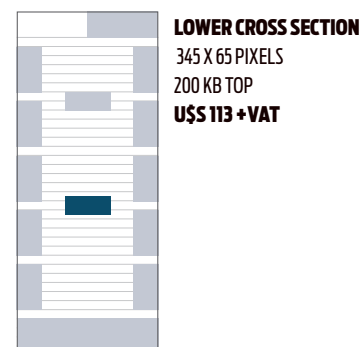 LOWER CROSS SECTION
345 X 65 PIXELS
200 KB TOP
U$S 113 +VAT